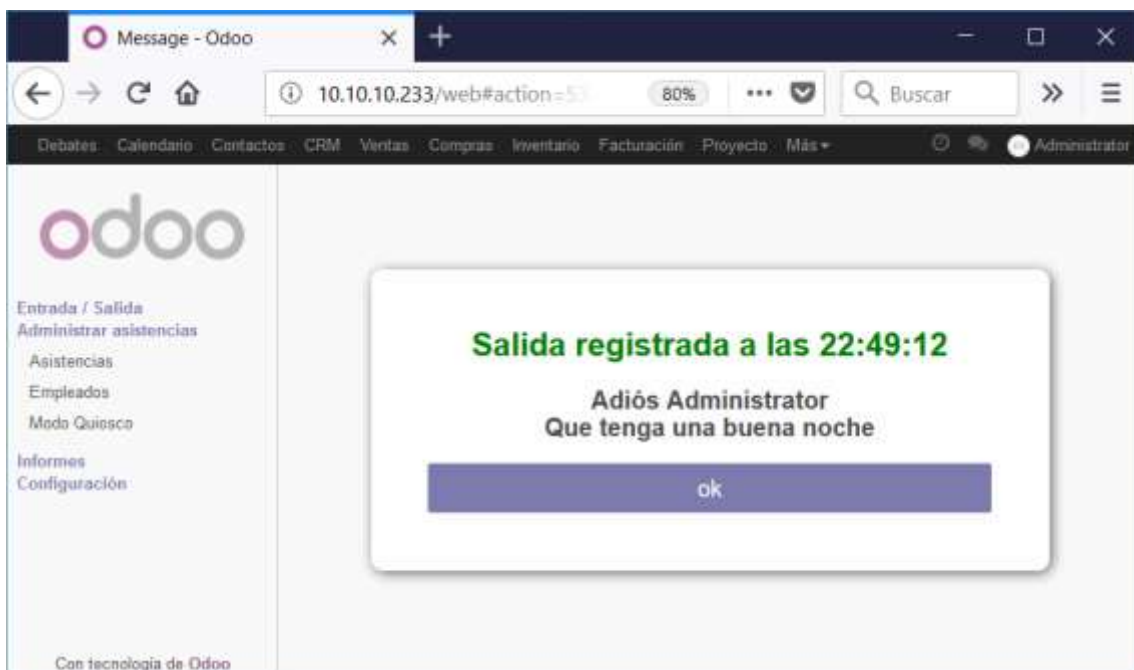 Message - Odoo
10.10.10.233/web#action=53
80%
Buscar
Debates Calendario Contactos CRM Ventas Compras Inventario Facturación Proyecto Más
Administrator
odoo
Entrada / Salida
Administrar asistencias
Asistencias
Empleados
Modo Quiosco
Informes
Configuración
Salida registrada a las 22:49:12
Adiós Administrator
Que tenga una buena noche
ok
Con tecnología de Odoo